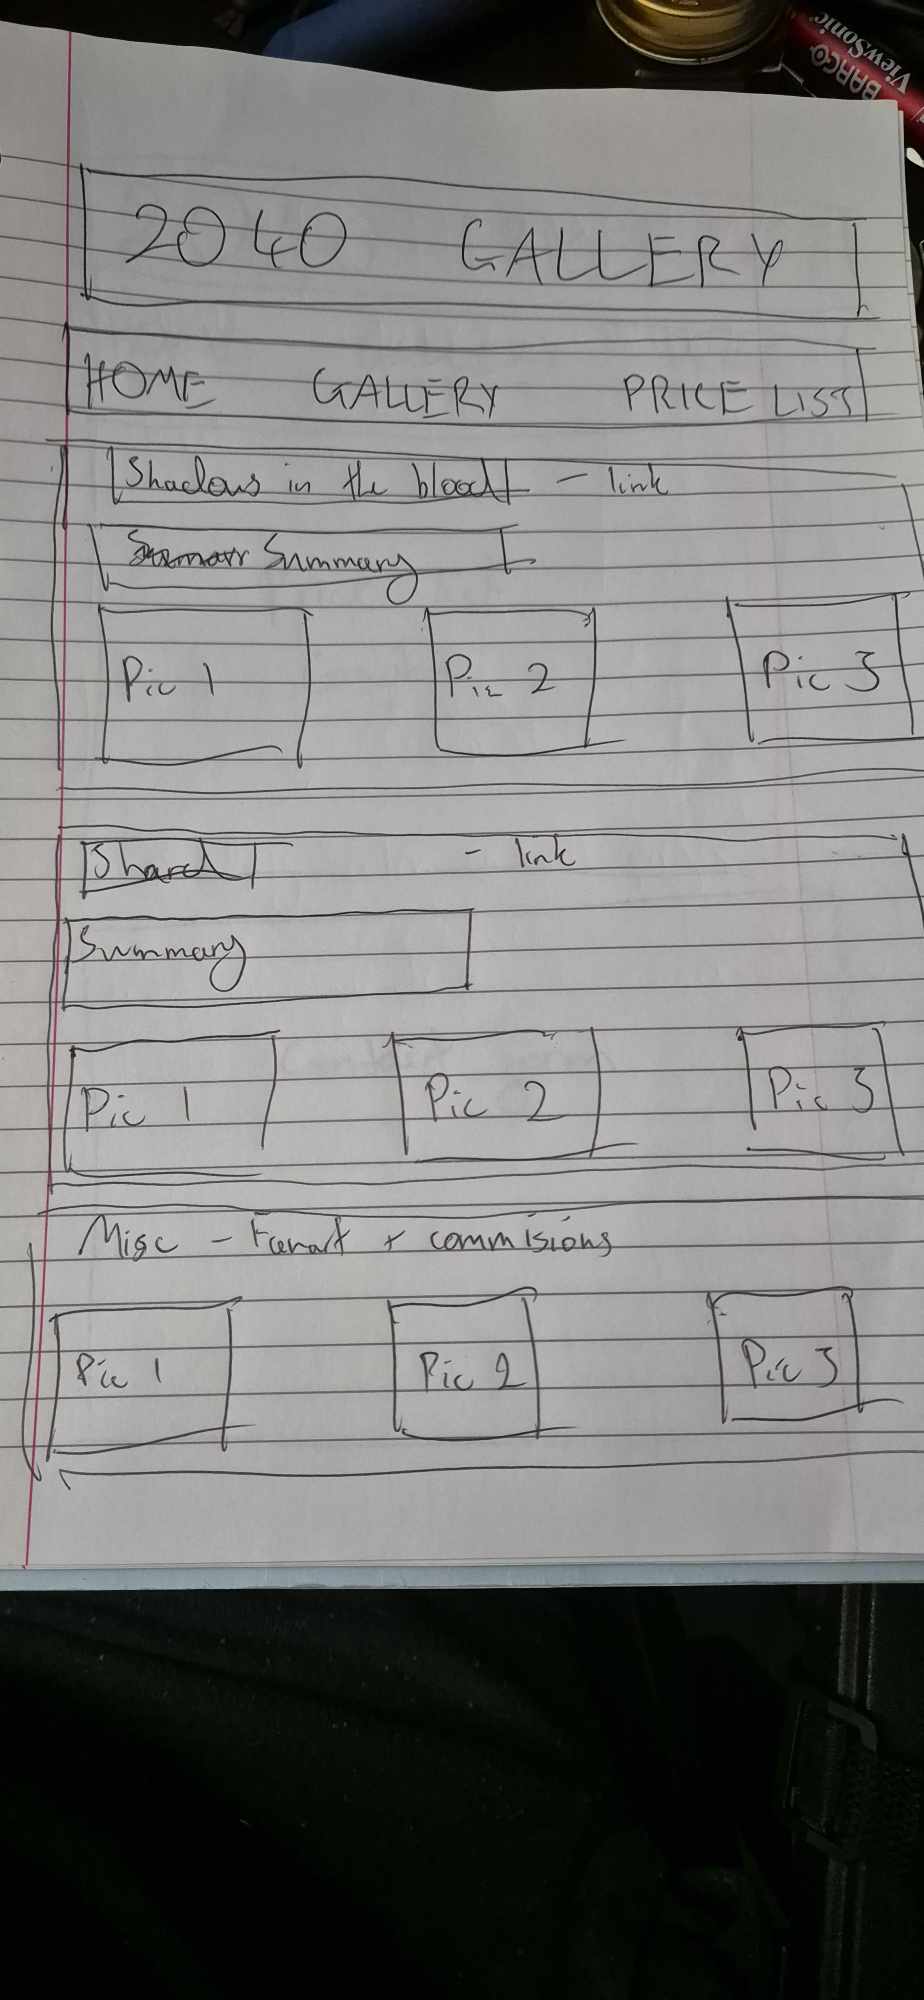 ViewSonic
BARCO
2040 GALLERY
HOME GALLERY PRICE LIST
Shadows in the blood - link
Summary
Pic 1 Pic 2 Pic 3
Shard - link
Summary
Pic 1 Pic 2 Pic 3
Misc - Fanart + commisions
Pic 1 Pic 2 Pic 3